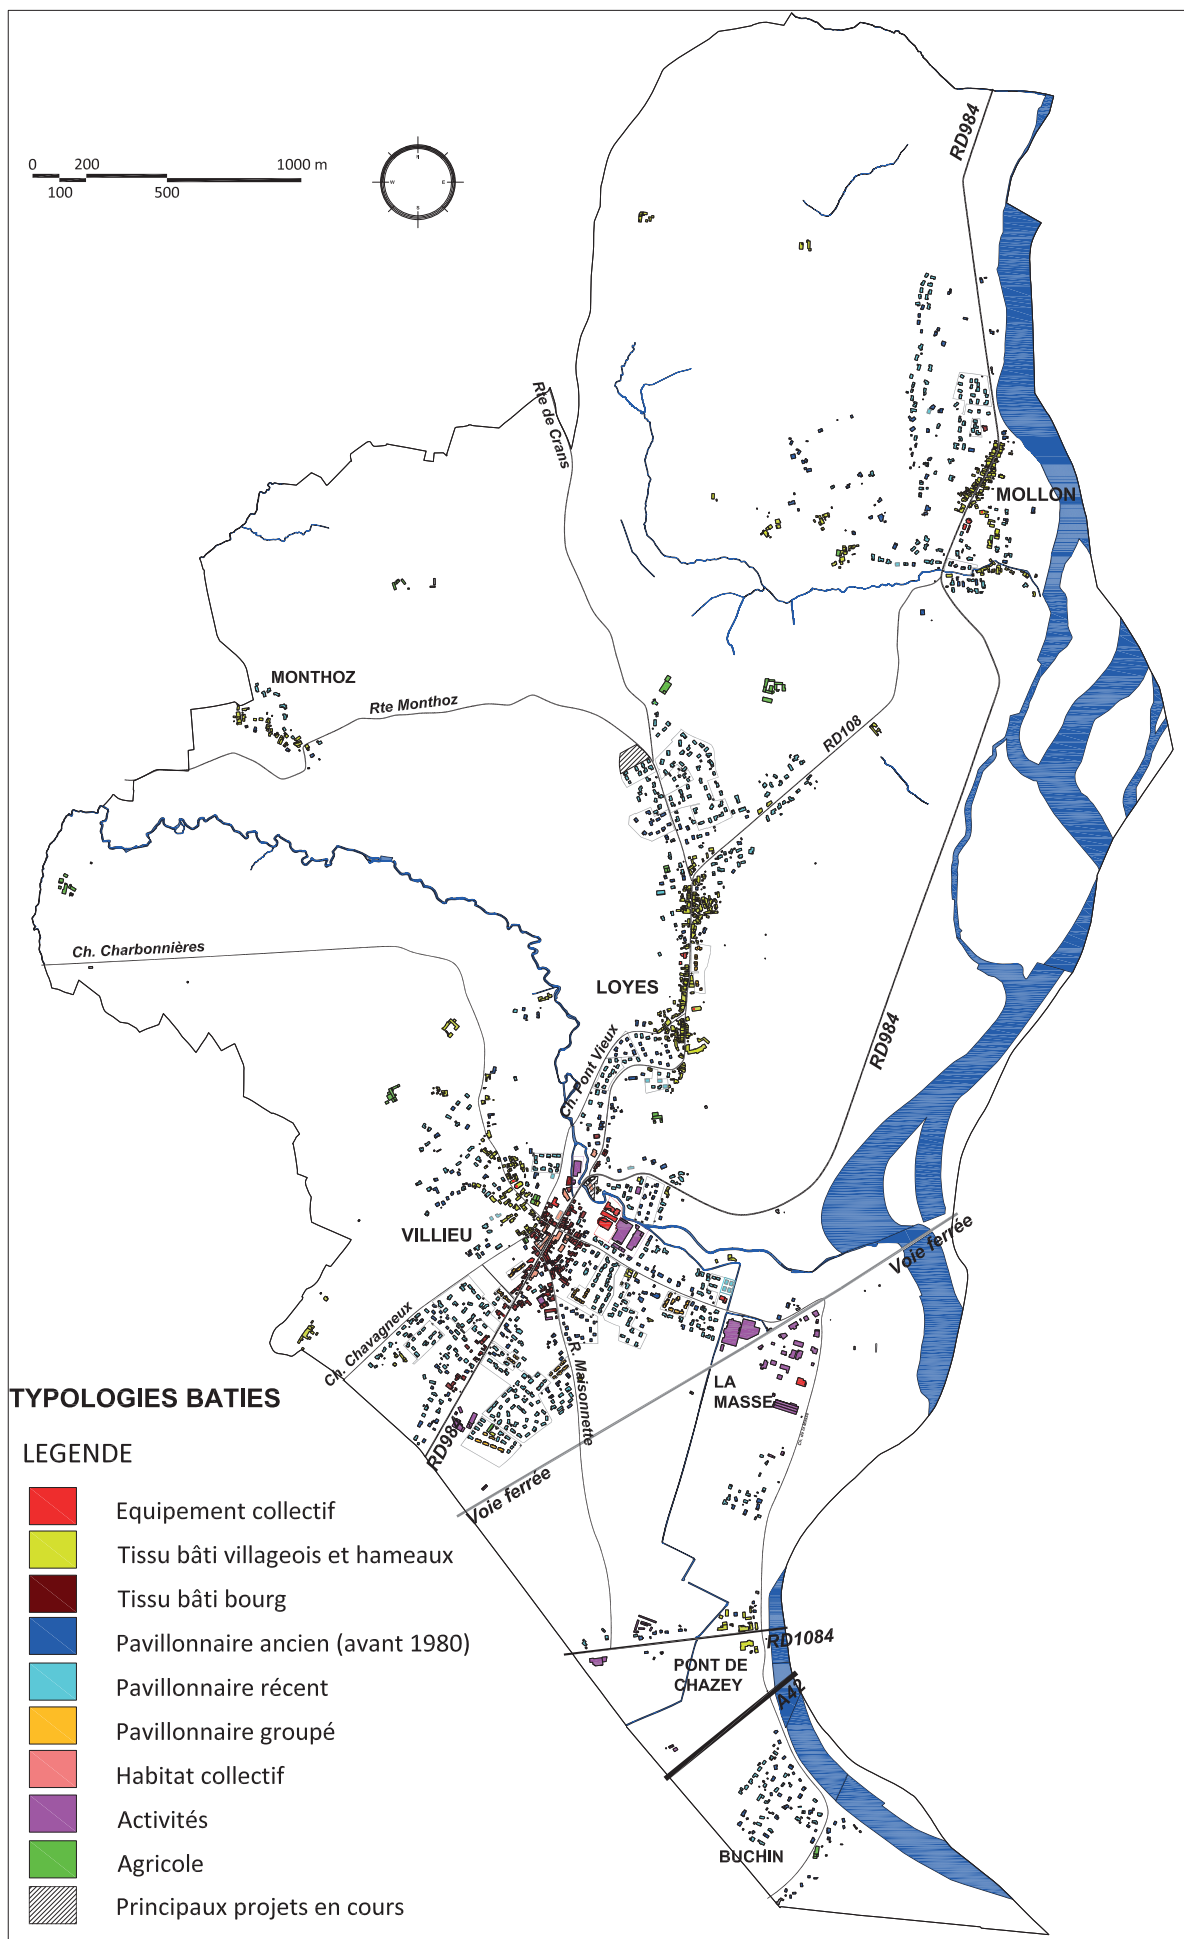 RD984
0 200 1000 m
100 500
N
W E
S
Rte de Crans
MOLLON
MONTHOZ
Rte Monthoz
RD108
Ch. Charbonnières
LOYES
RD984
Ch. Pont Vieux
VILLIEU
Voie ferrée
Ch. Chavagneux
R. Maisonnette
LA
MASSE
TYPOLOGIES BATIES
RD984
LEGENDE
Voie ferrée
Equipement collectif
Tissu bâti villageois et hameaux
Tissu bâti bourg
Pavillonnaire ancien (avant 1980)
RD1084
PONT DE
CHAZEY
A42
Pavillonnaire récent
Pavillonnaire groupé
Habitat collectif
Activités
BUCHIN
Agricole
Principaux projets en cours